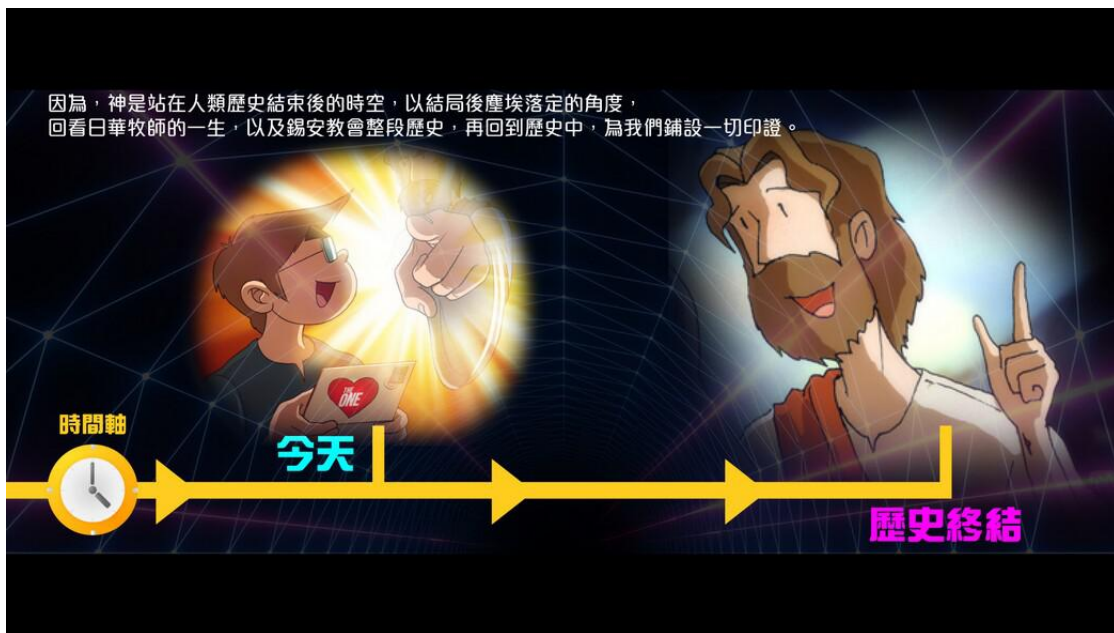 因為，神是站在人類歷史結束後的時空，以結局後塵埃落定的角度，
回看日華牧師的一生，以及錫安教會整段歷史，再回到歷史中，為我們鋪設一切印證。
THE
ONE
時間軸
今天
歷史終結